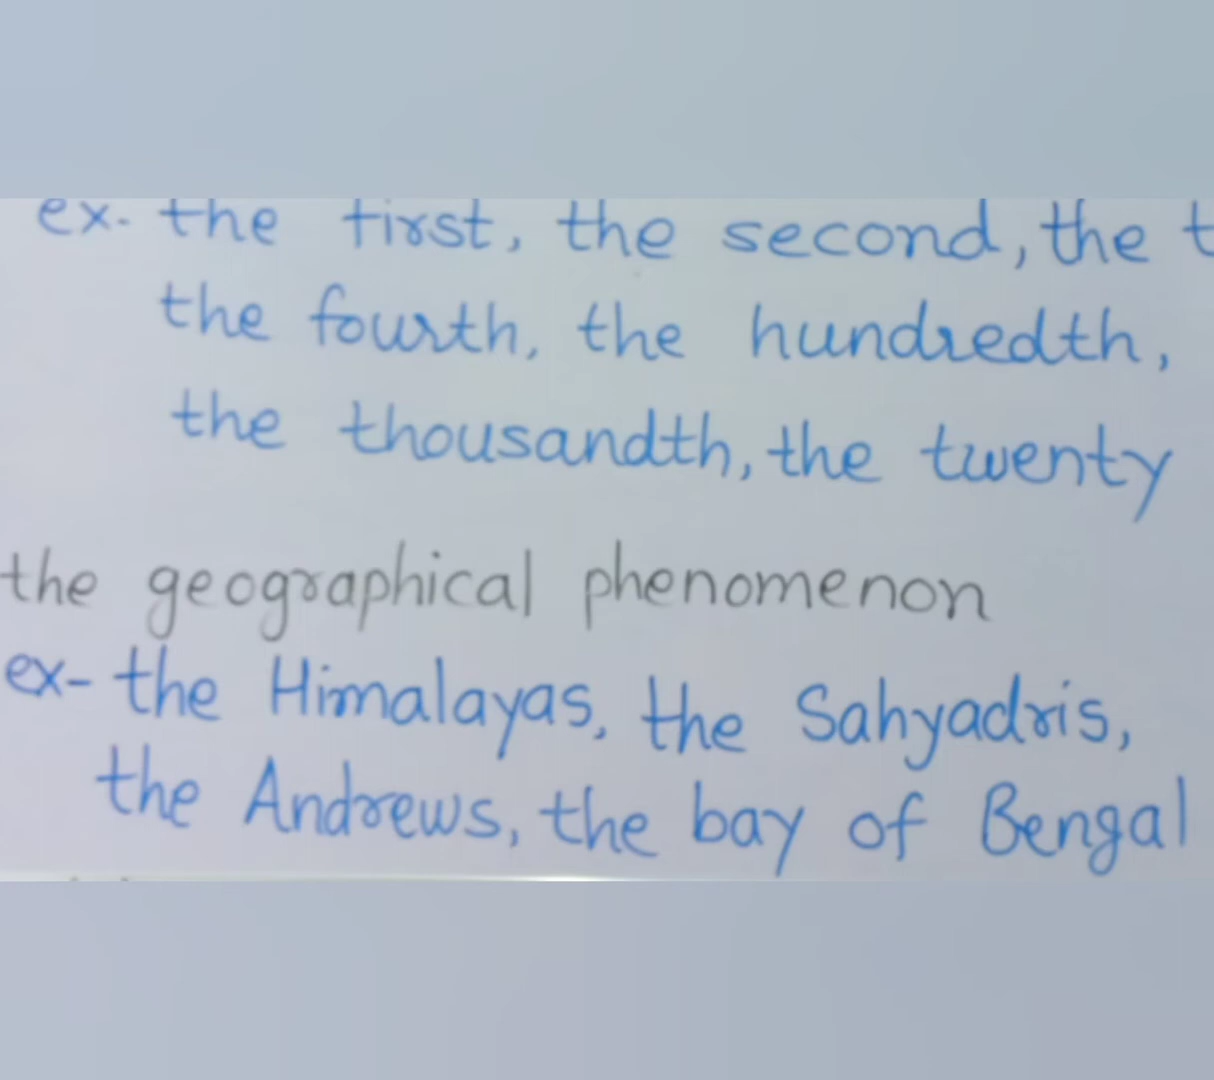 ex- the first, the second, the
the fourth, the hundredth,
the thousandth, the twenty
the geographical phenomenon
ex- the Himalayas, the Sahyadris,
the Andrews, the bay of Bengal